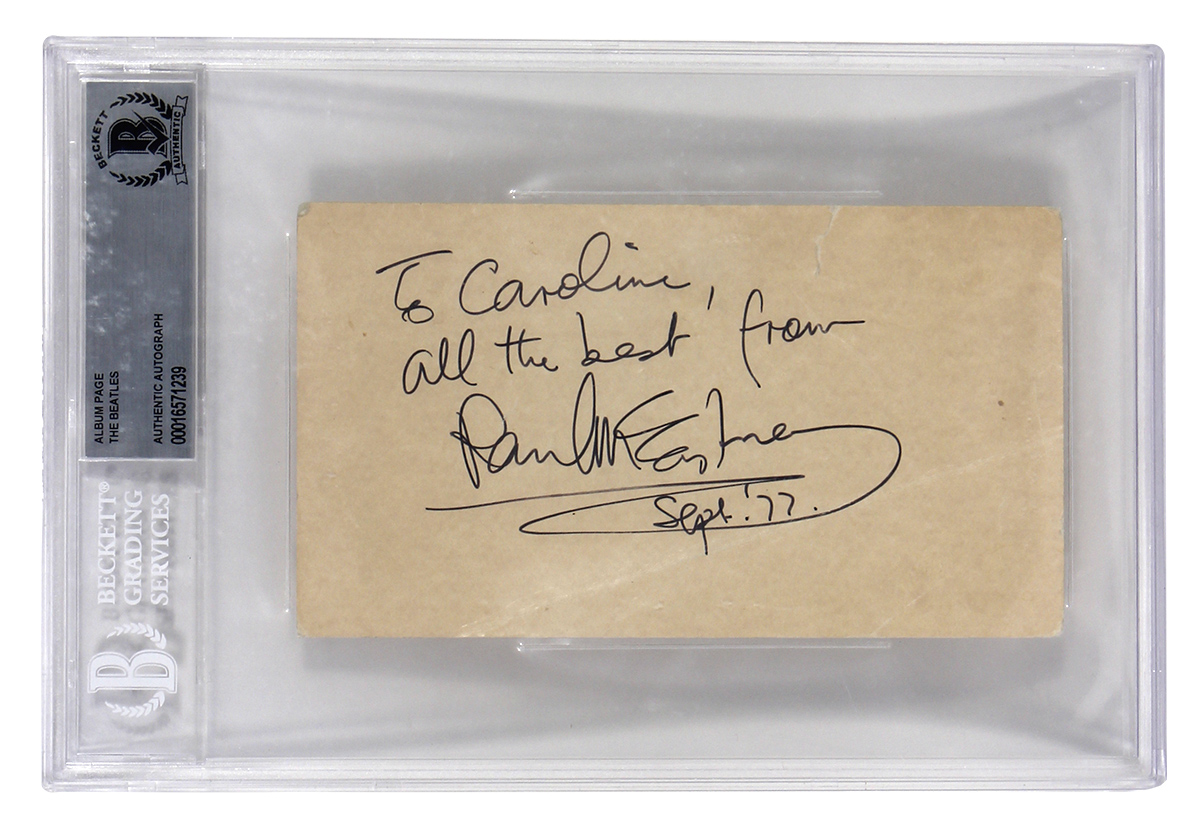 BECKETT
B
AUTHENTIC
ALBUM PAGE
THE BEATLES
AUTHENTIC AUTOGRAPH
00016571239
BECKETT®
GRADING
SERVICES
B
To Caroline,
all the best from
Paul McCartney
Sept. '77.